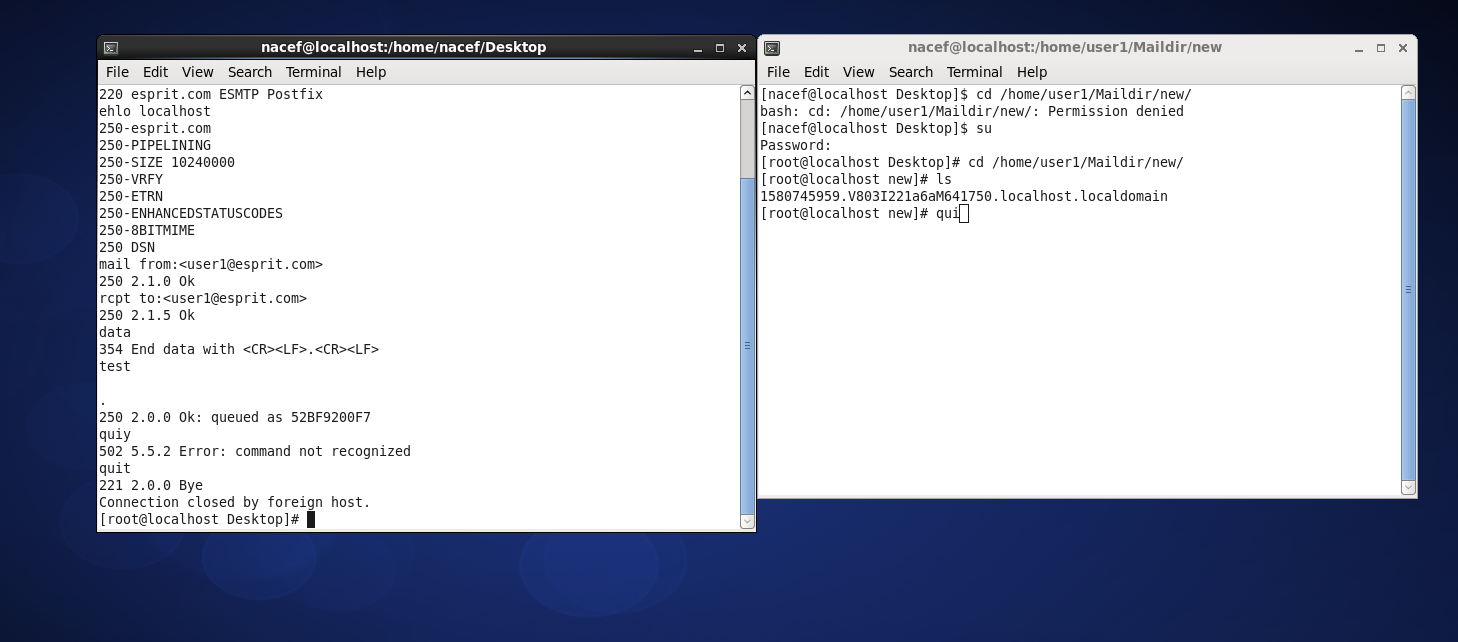 nacef@localhost:/home/nacef/Desktop
File Edit View Search Terminal Help
220 esprit.com ESMTP Postfix
ehlo localhost
250-esprit.com
250-PIPELINING
250-SIZE 10240000
250-VRFY
250-ETRN
250-ENHANCEDSTATUSCODES
250-8BITMIME
250 DSN
mail from:<user1@esprit.com>
250 2.1.0 Ok
rcpt to:<user1@esprit.com>
250 2.1.5 Ok
data
354 End data with <CR><LF>.<CR><LF>
test
.
250 2.0.0 Ok: queued as 52BF9200F7
quiy
502 5.5.2 Error: command not recognized
quit
221 2.0.0 Bye
Connection closed by foreign host.
[root@localhost Desktop]#
nacef@localhost:/home/user1/Maildir/new
File Edit View Search Terminal Help
[nacef@localhost Desktop]$ cd /home/user1/Maildir/new/
bash: cd: /home/user1/Maildir/new/: Permission denied
[nacef@localhost Desktop]$ su
Password:
[root@localhost Desktop]# cd /home/user1/Maildir/new/
[root@localhost new]# ls
1580745959.V803I221a6aM641750.localhost.localdomain
[root@localhost new]# qui